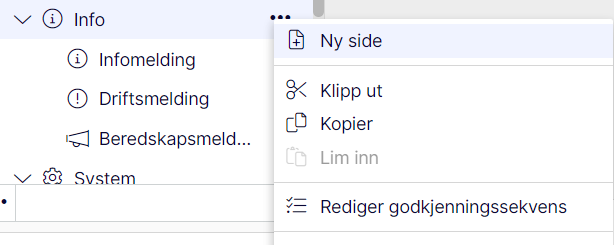 Info
Infomelding
Driftsmelding
Beredskapsmeld...
System
Ny side
Klipp ut
Kopier
Lim inn
Rediger godkjenningssekvens